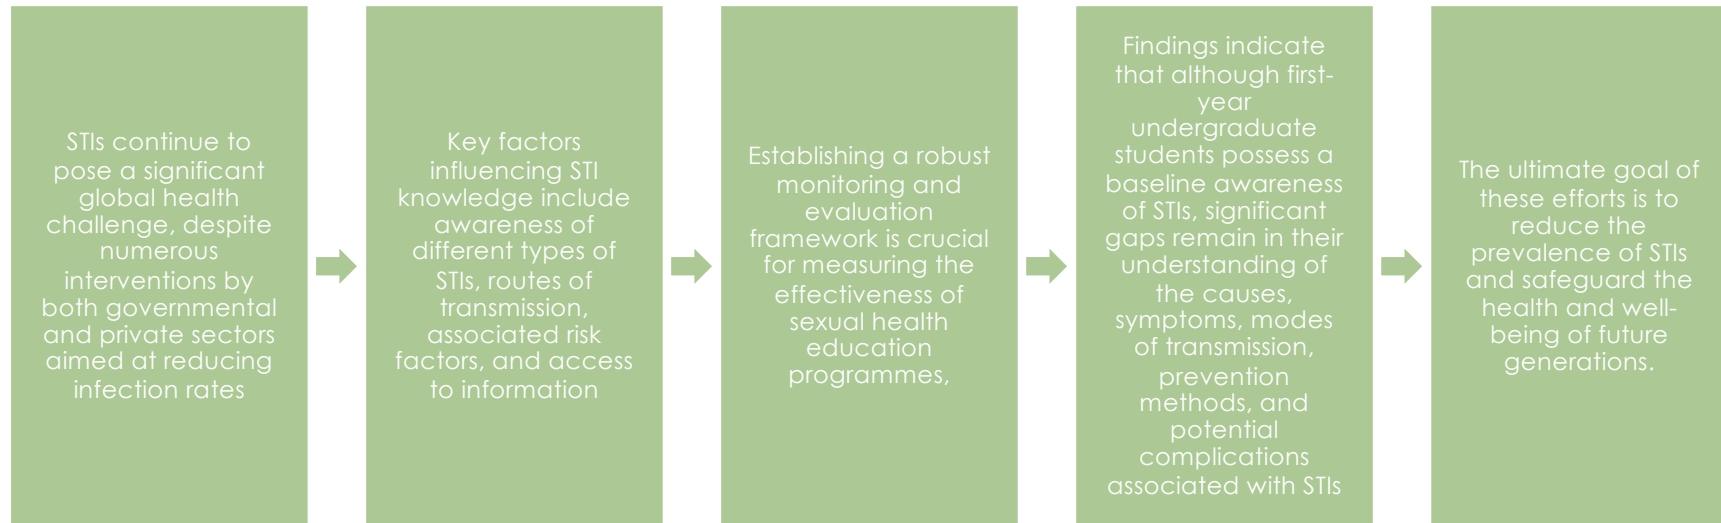 STIs continue to
pose a significant
global health
challenge, despite
numerous
interventions by
both governmental
and private sectors
aimed at reducing
infection rates
Key factors
influencing STI
knowledge include
awareness of
different types of
STIs, routes of
transmission,
associated risk
factors, and access
to information
Establishing a robust
monitoring and
evaluation
framework is crucial
for measuring the
effectiveness of
sexual health
education
programmes,
Findings indicate
that although first-
year
undergraduate
students possess a
baseline awareness
of STIs, significant
gaps remain in their
understanding of
the causes,
symptoms, modes
of transmission,
prevention
methods, and
potential
complications
associated with STIs
The ultimate goal of
these efforts is to
reduce the
prevalence of STIs
and safeguard the
health and well-
being of future
generations.